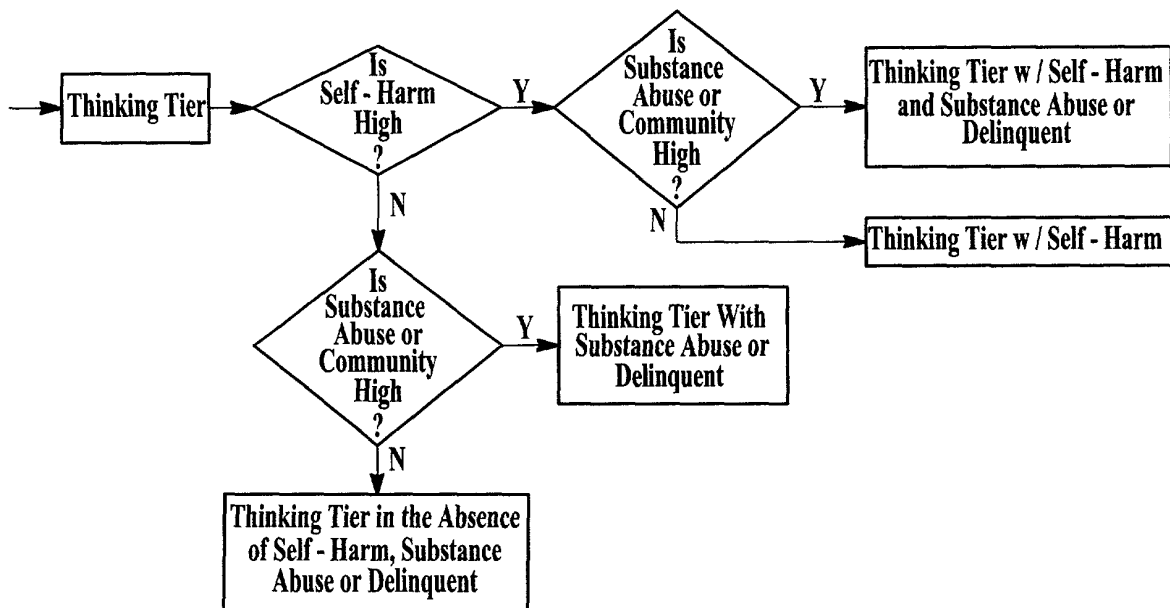 Thinking Tier
Is
Self - Harm
High
?
Y
N
Is
Substance
Abuse or
Community
High
?
Y
N
Thinking Tier w / Self - Harm
and Substance Abuse or
Delinquent
Thinking Tier w / Self - Harm
Is
Substance
Abuse or
Community
High
?
Y
N
Thinking Tier With
Substance Abuse or
Delinquent
Thinking Tier in the Absence
of Self - Harm, Substance
Abuse or Delinquent